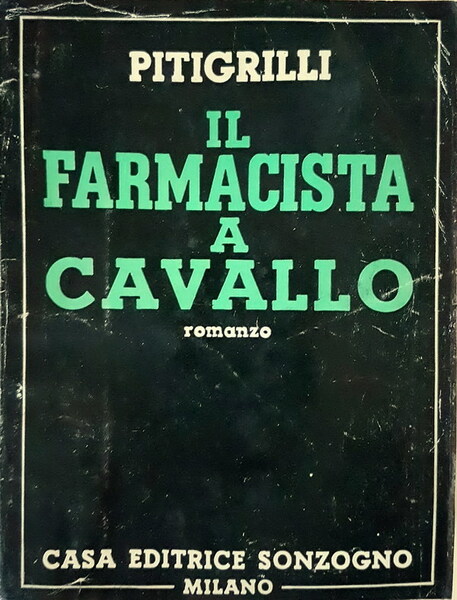 PITIGRILLI
IL
FARMACISTA
A
CAVALLO
romanzo
CASA EDITRICE SONZOGNO
MILANO